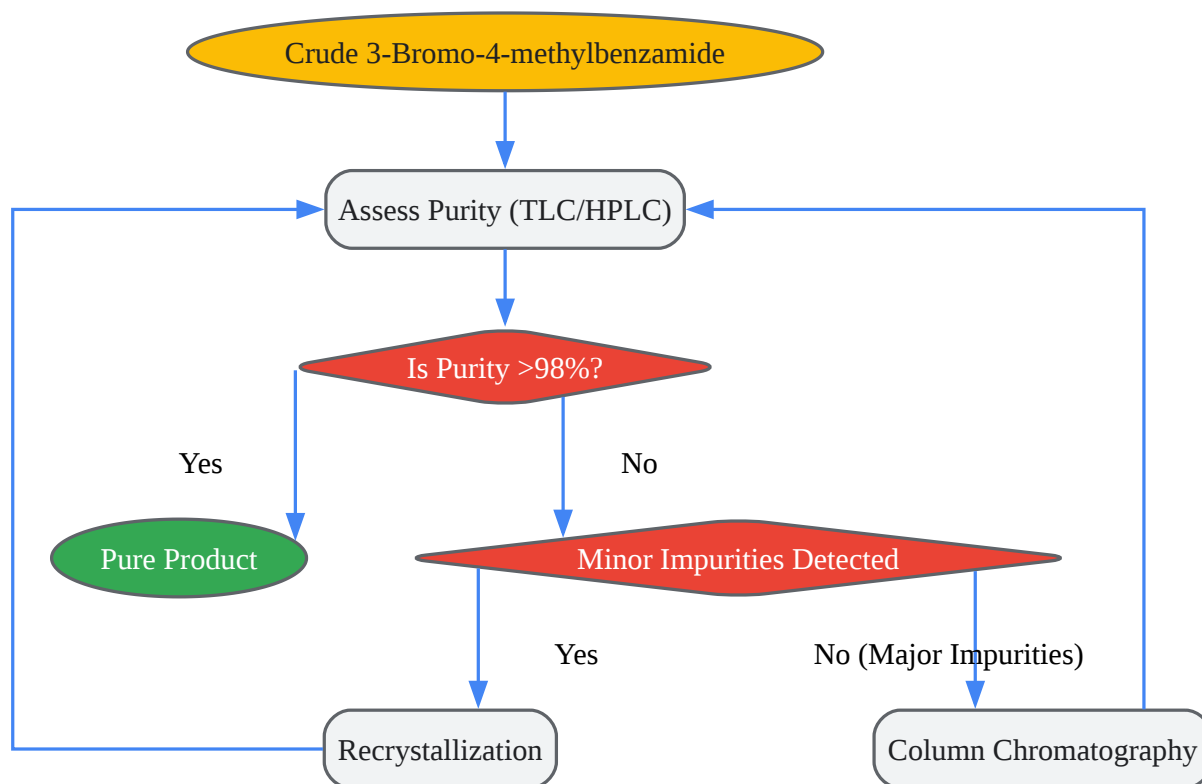 Crude 3-Bromo-4-methylbenzamide
Assess Purity (TLC/HPLC)
Is Purity >98%?
Yes
No
Pure Product
Minor Impurities Detected
Yes
No (Major Impurities)
Recrystallization
Column Chromatography